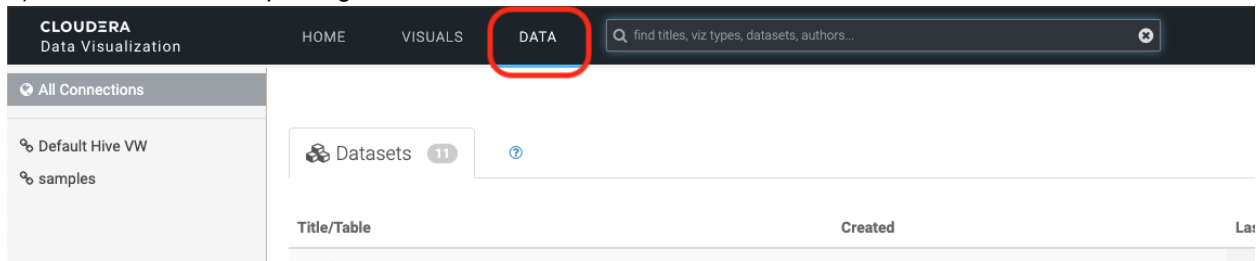 CLOUDERA
Data Visualization
HOME VISUALS DATA find titles, viz types, datasets, authors...
All Connections
Default Hive VW
samples
Datasets 11
Title/Table Created